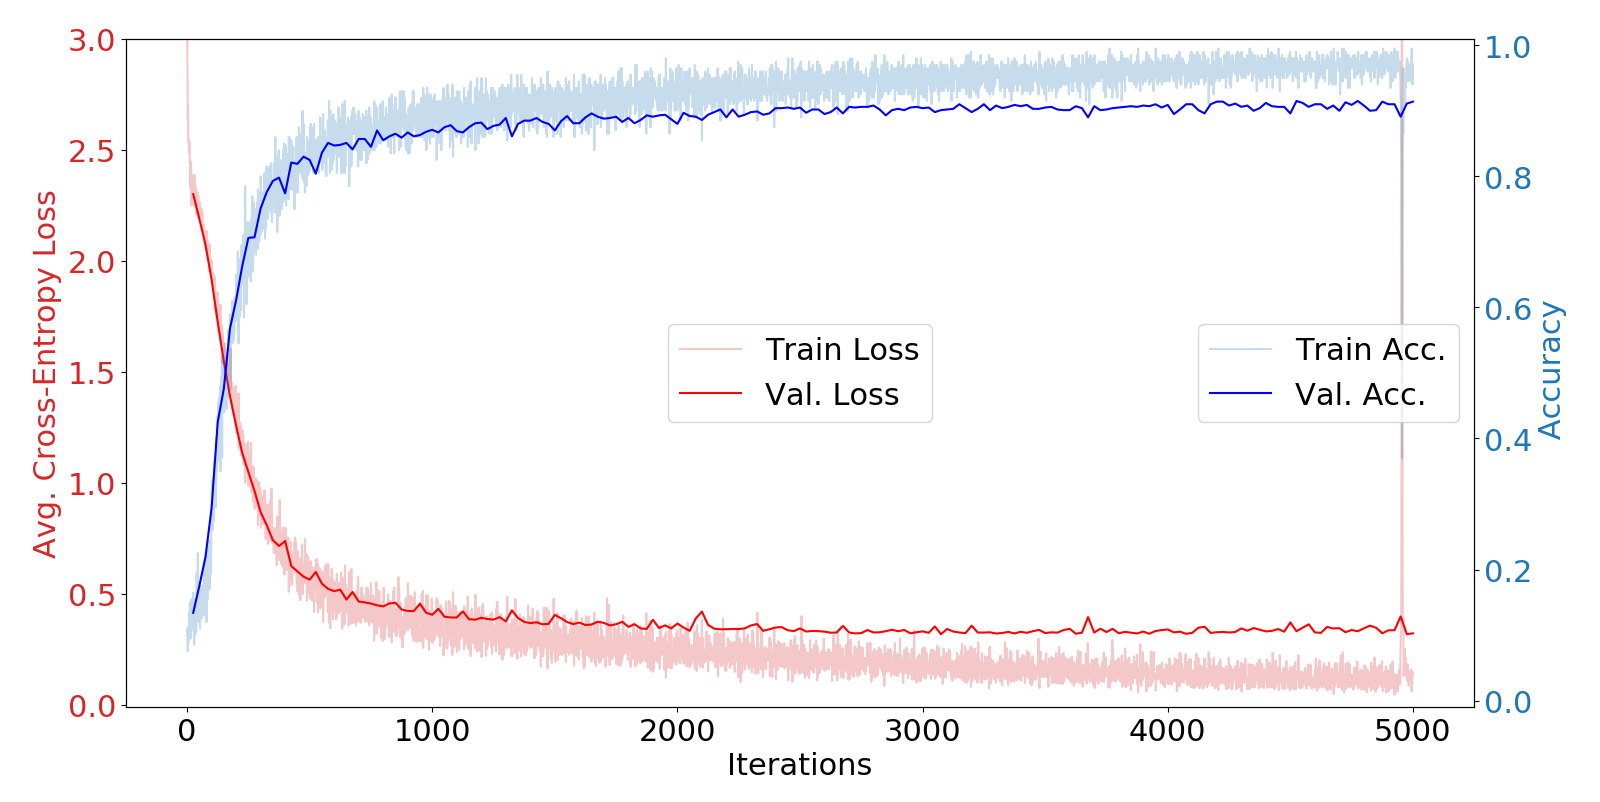 Avg. Cross-Entropy Loss
3.0
2.5
2.0
1.5
1.0
0.5
0.0
Train Loss
Val. Loss
Train Acc.
Val. Acc.
1.0
0.8
0.6
0.4
0.2
0.0
Accuracy
0 1000 2000 3000 4000 5000
Iterations